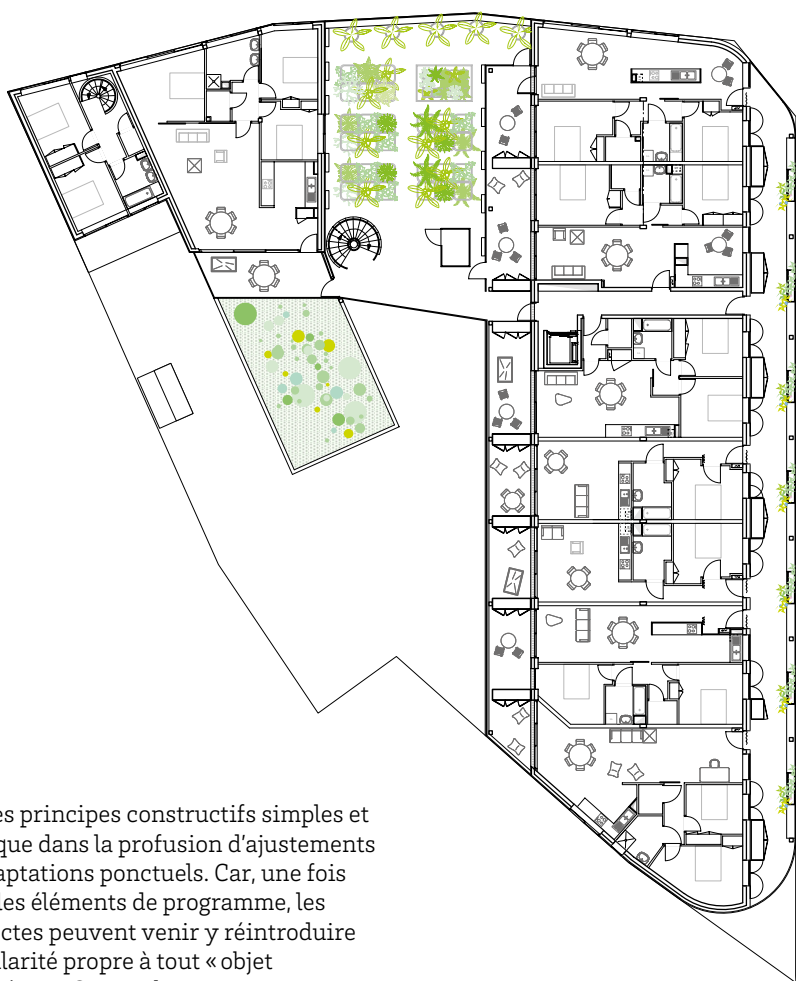 es principes constructifs simples et
que dans la profusion d’ajustements
aptations ponctuels. Car, une fois
les éléments de programme, les
ctes peuvent venir y réintroduire
larité propre à tout « objet